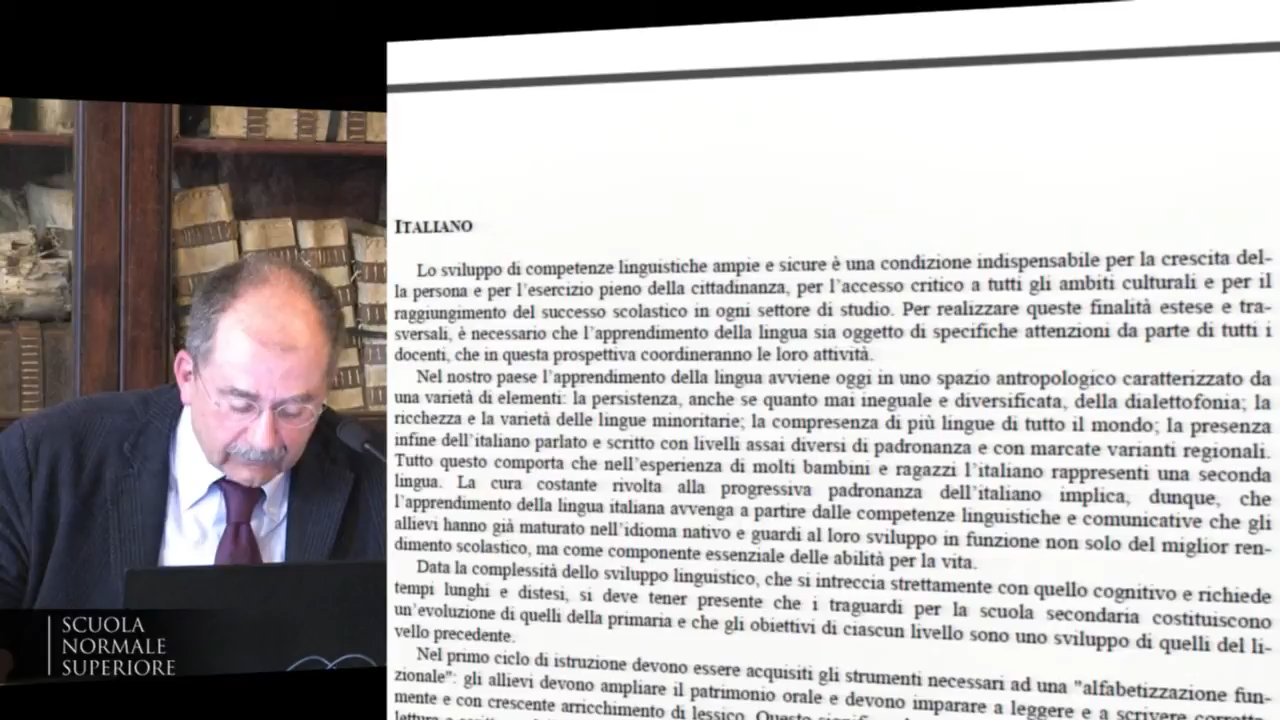 ITALIANO
Lo sviluppo di competenze linguistiche ampie e sicure è una condizione indispensabile per la crescita del-
la persona e per l'esercizio pieno della cittadinanza, per l'accesso critico a tutti gli ambiti culturali e per il
raggiungimento del successo scolastico in ogni settore di studio. Per realizzare queste finalità estese e tra-
sversali, è necessario che l'apprendimento della lingua sia oggetto di specifiche attenzioni da parte di tutti i
docenti, che in questa prospettiva coordineranno le loro attività.
Nel nostro paese l'apprendimento della lingua avviene oggi in uno spazio antropologico caratterizzato da
una varietà di elementi: la persistenza, anche se quanto mai ineguale e diversificata, della dialettofonia; la
ricchezza e la varietà delle lingue minoritarie; la compresenza di più lingue di tutto il mondo; la presenza
infine dell'italiano parlato e scritto con livelli assai diversi di padronanza e con marcate varianti regionali.
Tutto questo comporta che nell'esperienza di molti bambini e ragazzi l'italiano rappresenti una seconda
lingua. La cura costante rivolta alla progressiva padronanza dell'italiano implica, dunque, che
l'apprendimento della lingua italiana avvenga a partire dalle competenze linguistiche e comunicative che gli
allievi hanno già maturato nell'idioma nativo e guardi al loro sviluppo in funzione non solo del miglior ren-
dimento scolastico, ma come componente essenziale delle abilità per la vita.
Data la complessità dello sviluppo linguistico, che si intreccia strettamente con quello cognitivo e richiede
tempi lunghi e distesi, si deve tener presente che i traguardi per la scuola secondaria costituiscono
un'evoluzione di quelli della primaria e che gli obiettivi di ciascun livello sono uno sviluppo di quelli del li-
vello precedente.
Nel primo ciclo di istruzione devono essere acquisiti gli strumenti necessari ad una "alfabetizzazione fun-
zionale": gli allievi devono ampliare il patrimonio orale e devono imparare a leggere e a scrivere
mente e con crescente arricchimento di lessico.
SCUOLA
NORMALE
SUPERIORE